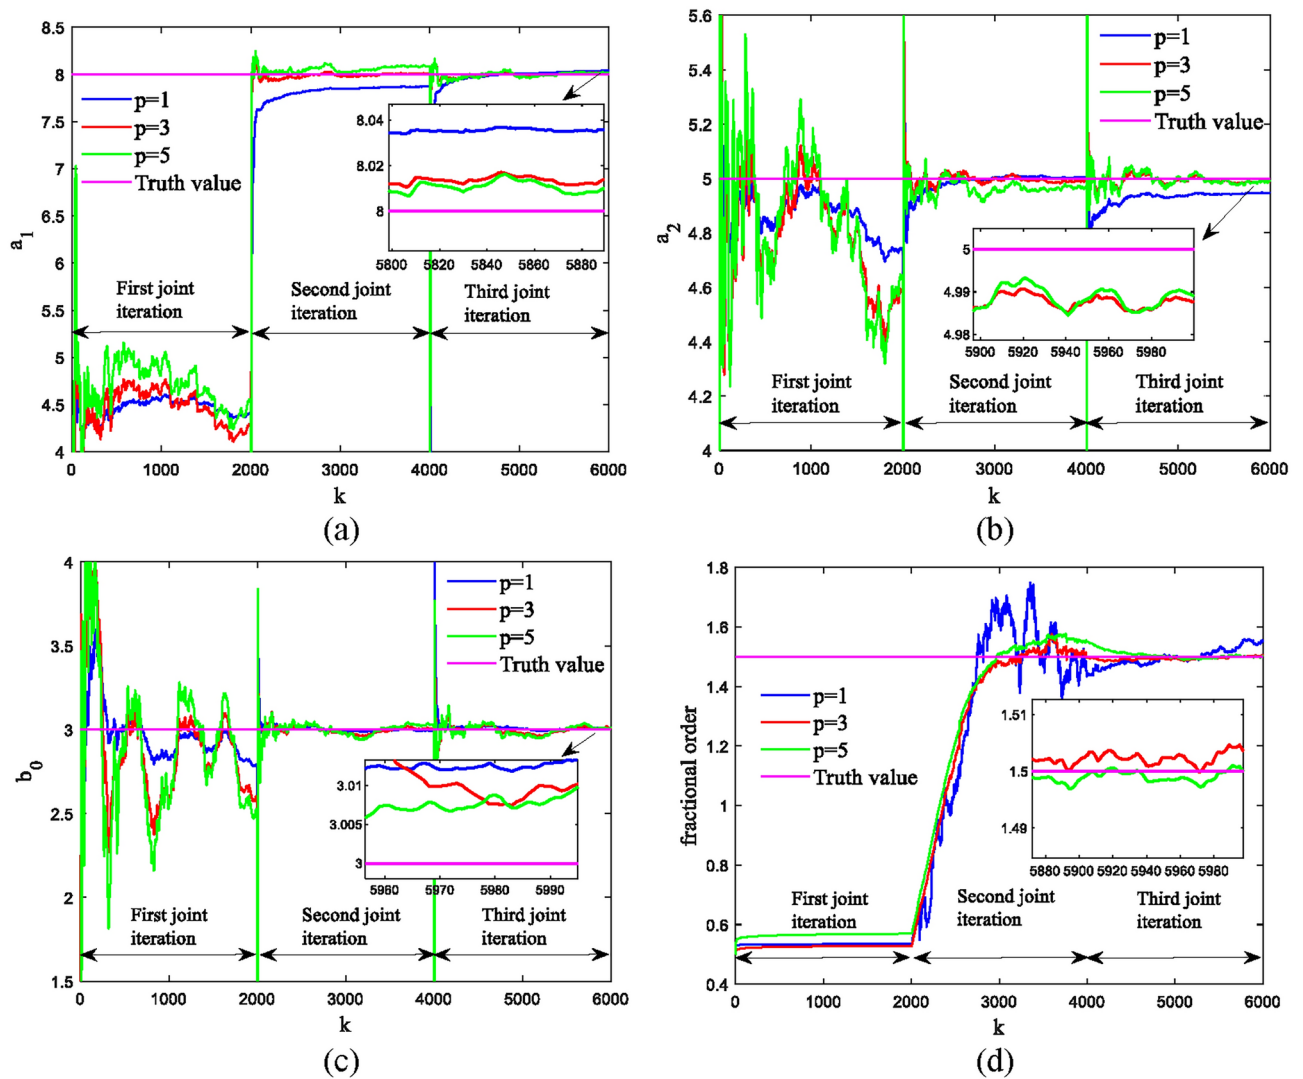 8.5
8
7.5
7
6.5
6
5.5
5
4.5
4
a1
p=1
p=3
p=5
Truth value
8.04
8.02
8
5800 5820 5840 5860 5880
First joint
iteration
Second joint
iteration
Third joint
iteration
0 1000 2000 3000 4000 5000 6000
k
(a)
5.6
5.4
5.2
5
4.8
4.6
4.4
4.2
4
a2
p=1
p=3
p=5
Truth value
5
4.99
4.98
5900 5920 5940 5960 5980
First joint
iteration
Second joint
iteration
Third joint
iteration
0 1000 2000 3000 4000 5000 6000
k
(b)
4
3.5
3
2.5
2
1.5
b0
p=1
p=3
p=5
Truth value
3.01
3.005
3
5960 5970 5980 5990
First joint
iteration
Second joint
iteration
Third joint
iteration
0 1000 2000 3000 4000 5000 6000
k
(c)
1.8
1.6
1.4
1.2
1
0.8
0.6
0.4
fractional order
p=1
p=3
p=5
Truth value
1.51
1.5
1.49
5880 5900 5920 5940 5960 5980
First joint
iteration
Second joint
iteration
Third joint
iteration
0 1000 2000 3000 4000 5000 6000
k
(d)